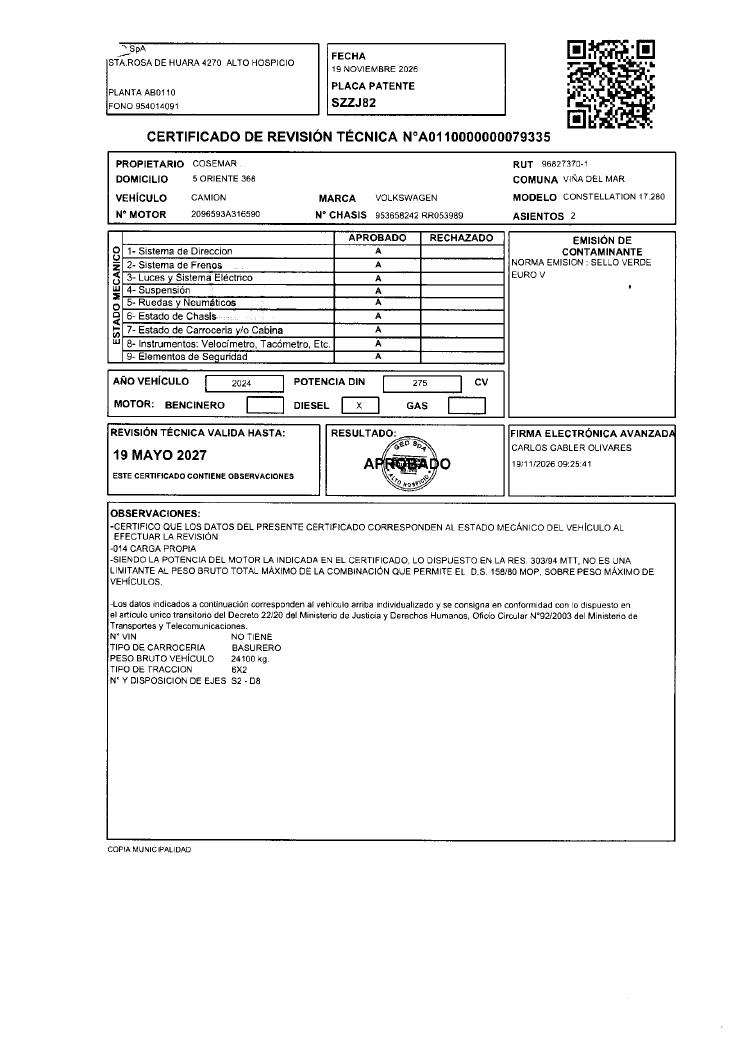 SpA
STA.ROSA DE HUARA 4270 ALTO HOSPICIO
PLANTA AB0110
FONO 954014091
FECHA
19 NOVIEMBRE 2026
PLACA PATENTE
SZZJ82
CERTIFICADO DE REVISIÓN TÉCNICA N°A0110000000079335
PROPIETARIO COSEMAR
RUT 96827370-1
DOMICILIO 5 ORIENTE 368
COMUNA VIÑA DEL MAR
VEHÍCULO CAMION MARCA VOLKSWAGEN MODELO CONSTELLATION 17.280
N° MOTOR 2096593A316590 N° CHASIS 953658242 RR053989 ASIENTOS 2
ESTADO MECÁNICO
APROBADO RECHAZADO
1- Sistema de Direccion A
2- Sistema de Frenos A
3- Luces y Sistema Eléctrico A
4- Suspensión A
5- Ruedas y Neumáticos A
6- Estado de Chasis A
7- Estado de Carroceria y/o Cabina A
8- Instrumentos: Velocímetro, Tacómetro, Etc. A
9- Elementos de Seguridad A
EMISIÓN DE
CONTAMINANTE
NORMA EMISION : SELLO VERDE
EURO V
AÑO VEHÍCULO 2024 POTENCIA DIN 275 CV
MOTOR: BENCINERO DIESEL X GAS
REVISIÓN TÉCNICA VALIDA HASTA:
19 MAYO 2027
ESTE CERTIFICADO CONTIENE OBSERVACIONES
RESULTADO:
APROBADO
GED SPA
ALTO HOSPICIO
FIRMA ELECTRÓNICA AVANZADA
CARLOS GABLER OLIVARES
19/11/2026 09:25:41
OBSERVACIONES:
-CERTIFICO QUE LOS DATOS DEL PRESENTE CERTIFICADO CORRESPONDEN AL ESTADO MECÁNICO DEL VEHÍCULO AL
EFECTUAR LA REVISIÓN
-014 CARGA PROPIA
-SIENDO LA POTENCIA DEL MOTOR LA INDICADA EN EL CERTIFICADO, LO DISPUESTO EN LA RES. 303/94 MTT, NO ES UNA
LIMITANTE AL PESO BRUTO TOTAL MÁXIMO DE LA COMBINACIÓN QUE PERMITE EL D.S. 158/80 MOP, SOBRE PESO MÁXIMO DE
VEHÍCULOS.
-Los datos indicados a continuación corresponden al vehiculo arriba individualizado y se consigna en conformidad con lo dispuesto en
el artículo unico transitorio del Decreto 22/20 del Ministerio de Justicia y Derechos Humanos, Oficio Circular N°92/2003 del Ministerio de
Transportes y Telecomunicaciones.
N° VIN NO TIENE
TIPO DE CARROCERIA BASURERO
PESO BRUTO VEHÍCULO 24100 kg.
TIPO DE TRACCION 6X2
N° Y DISPOSICION DE EJES S2 - D8
COPIA MUNICIPALIDAD